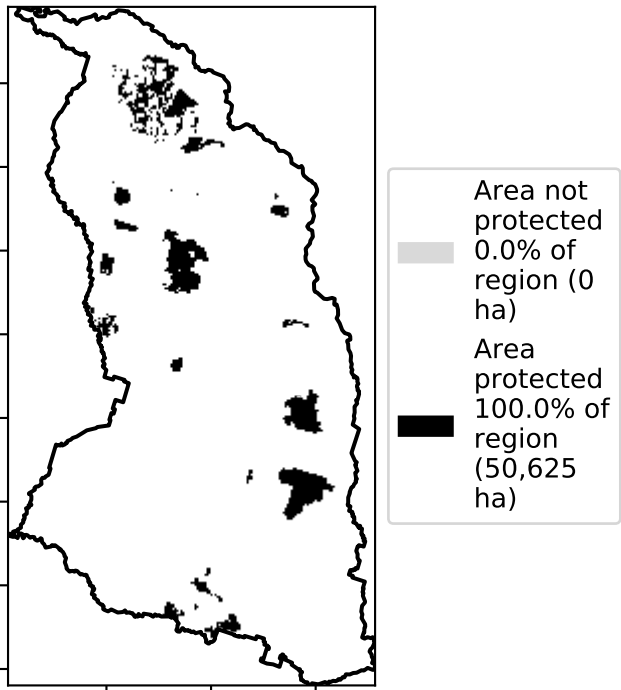 Area not
protected
0.0% of
region (0
ha)
Area
protected
100.0% of
region
(50,625
ha)